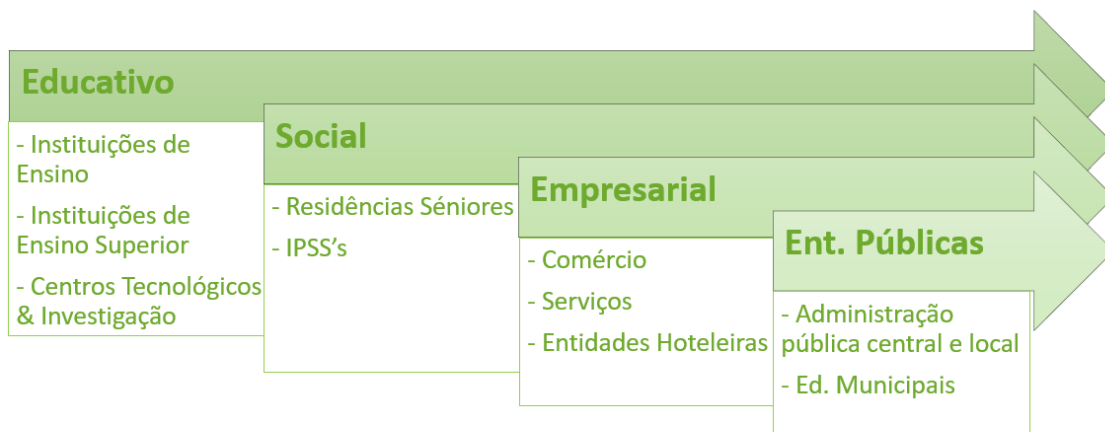 Educativo
- Instituições de
Ensino
- Instituições de
Ensino Superior
- Centros Tecnológicos
& Investigação
Social
- Residências Séniores
- IPSS’s
Empresarial
- Comércio
- Serviços
- Entidades Hoteleiras
Ent. Públicas
- Administração
pública central e local
- Ed. Municipais